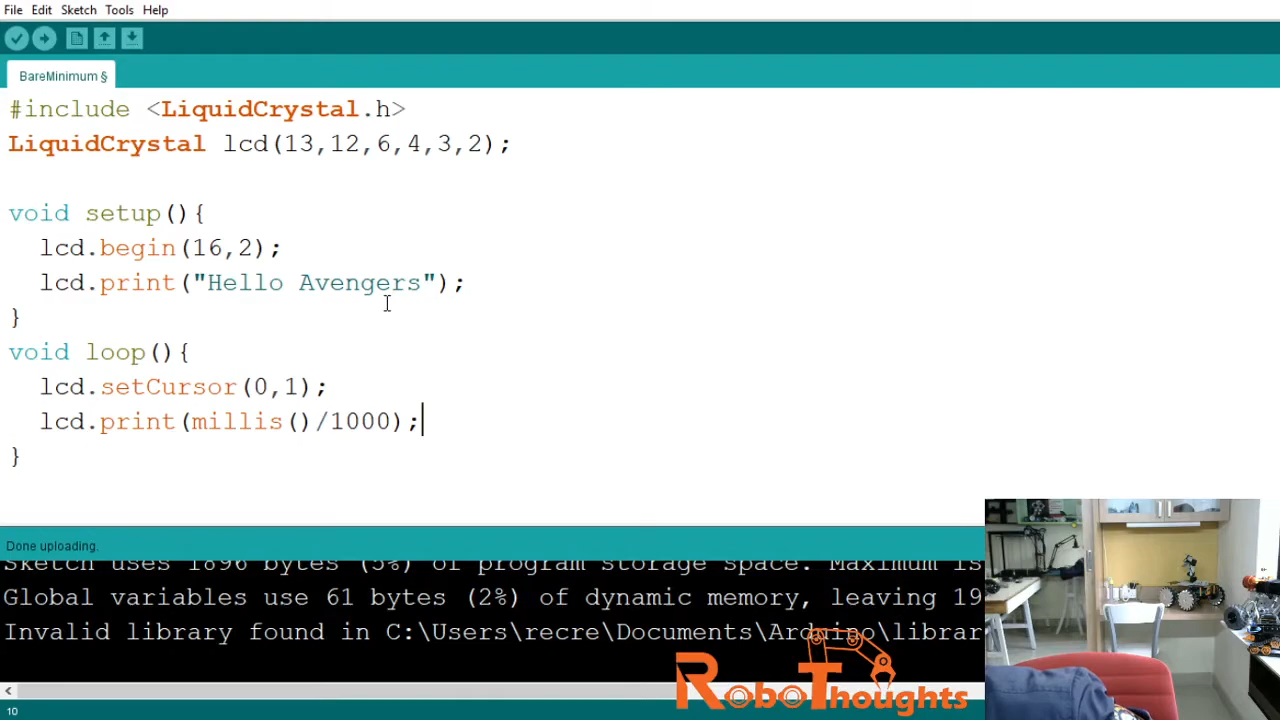 File Edit Sketch Tools Help
BareMinimum §
#include <LiquidCrystal.h>
LiquidCrystal lcd(13,12,6,4,3,2);
void setup(){
lcd.begin(16,2);
lcd.print("Hello Avengers");
}
void loop(){
lcd.setCursor(0,1);
lcd.print(millis()/1000);
}
Done uploading.
Sketch uses 1896 bytes (5%) of program storage space. Maximum is
Global variables use 61 bytes (2%) of dynamic memory, leaving 19
Invalid library found in C:\Users\recre\Documents\Arduino\librar
RoboThoughts
10